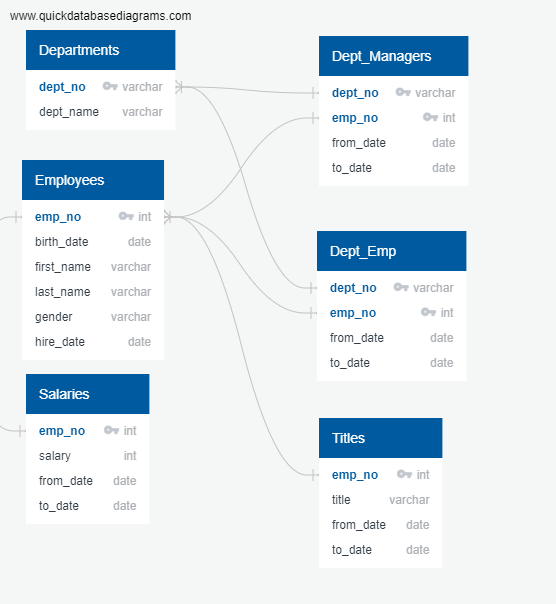 www.quickdatabasediagrams.com
Departments
dept_no varchar
dept_name varchar
Employees
emp_no int
birth_date date
first_name varchar
last_name varchar
gender varchar
hire_date date
Salaries
emp_no int
salary int
from_date date
to_date date
Dept_Managers
dept_no varchar
emp_no int
from_date date
to_date date
Dept_Emp
dept_no varchar
emp_no int
from_date date
to_date date
Titles
emp_no int
title varchar
from_date date
to_date date